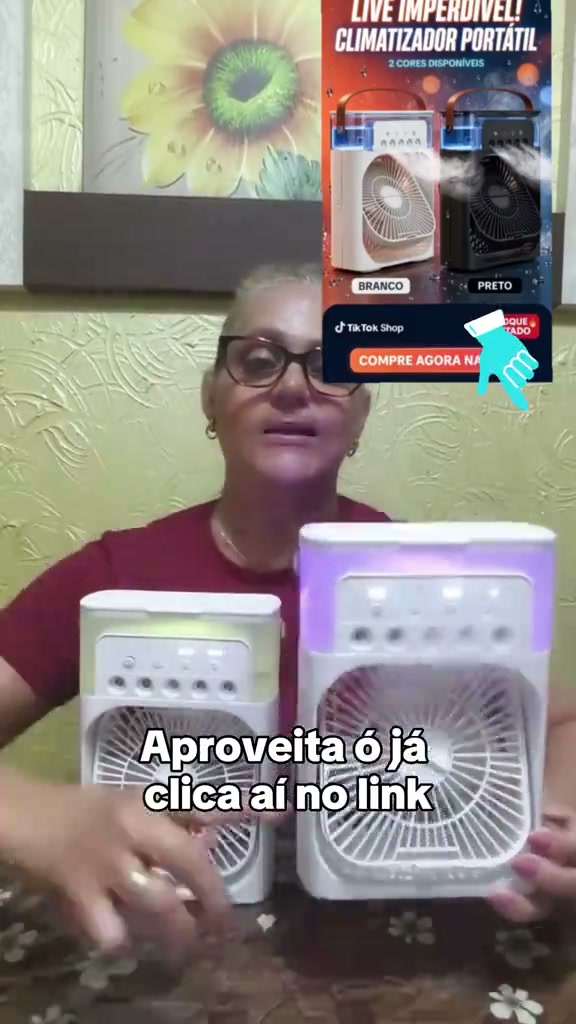 LIVE IMPERDÍVEL!
CLIMATIZADOR PORTÁTIL
2 CORES DISPONÍVEIS
BRANCO
PRETO
TikTok Shop
COMPRE AGORA NA
Aproveita ó já
clica aí no link